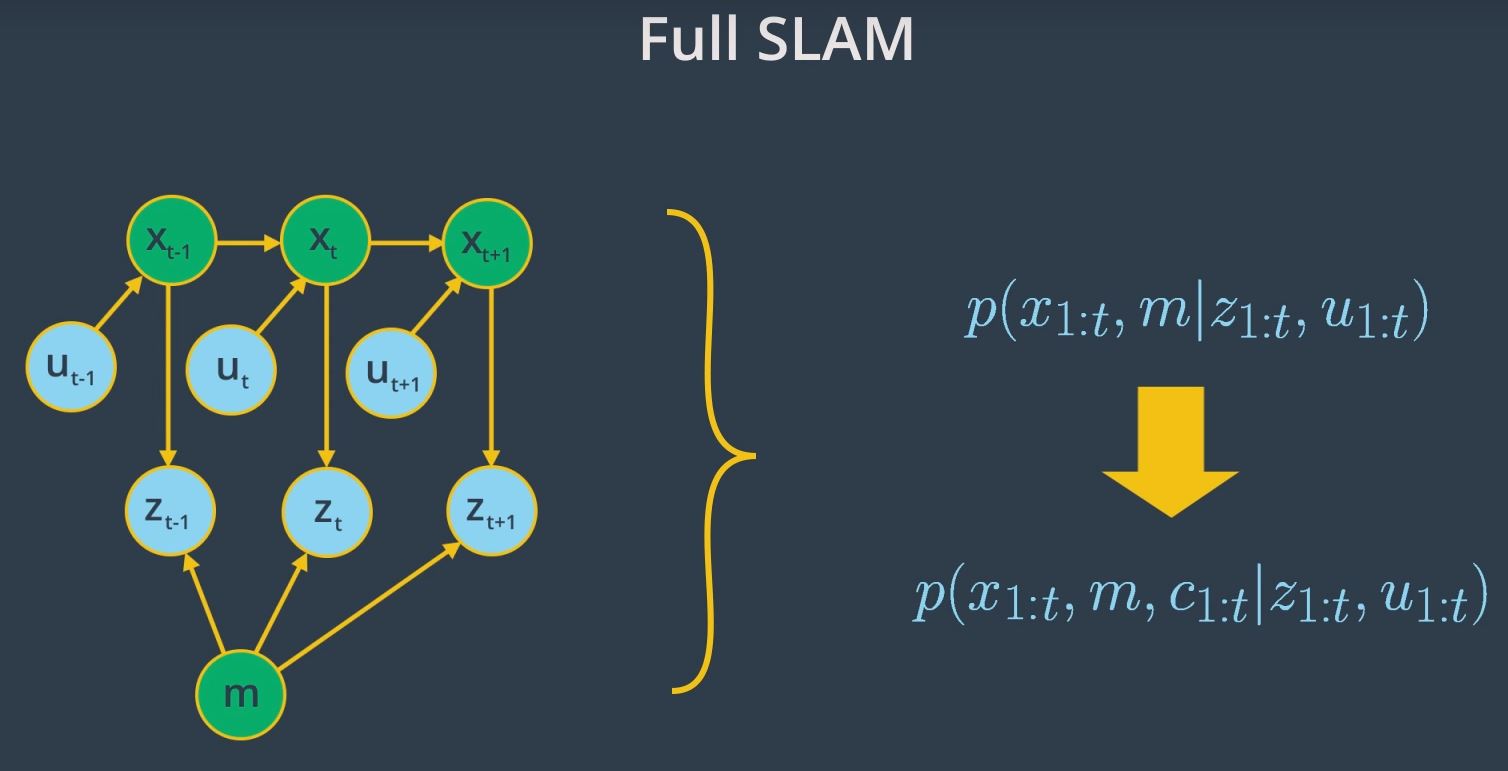 Full SLAM
x_{t-1} x_t x_{t+1}
u_{t-1} u_t u_{t+1}
z_{t-1} z_t z_{t+1}
m
p(x_{1:t}, m|z_{1:t}, u_{1:t})
p(x_{1:t}, m, c_{1:t}|z_{1:t}, u_{1:t})